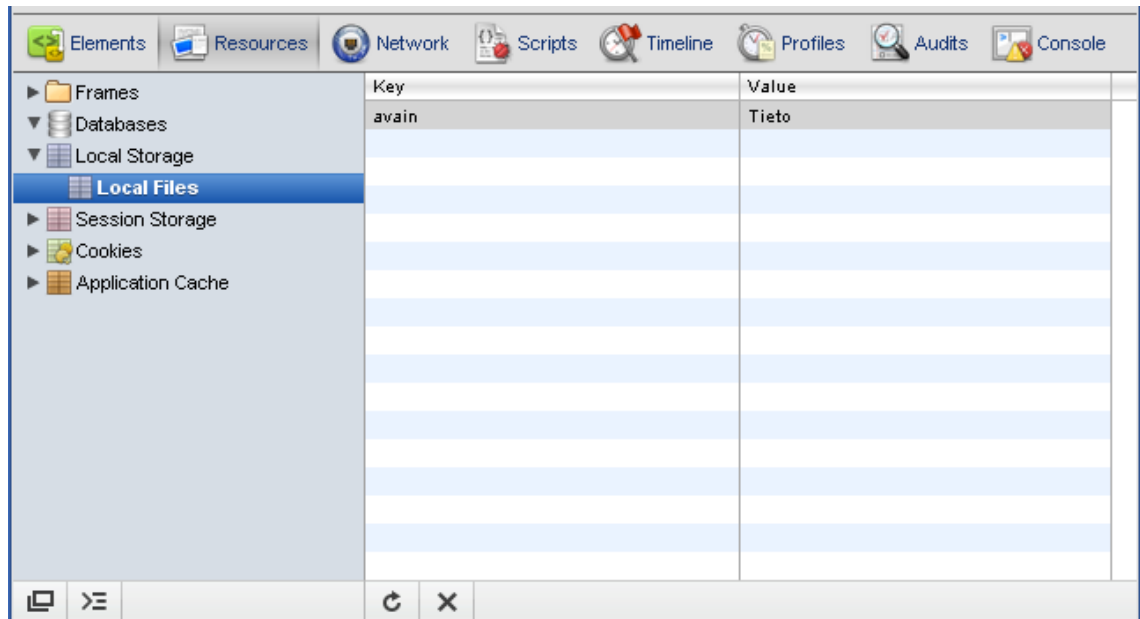 Elements Resources Network Scripts Timeline Profiles Audits Console
Frames
Databases
Local Storage
Local Files
Session Storage
Cookies
Application Cache
Key Value
avain Tieto